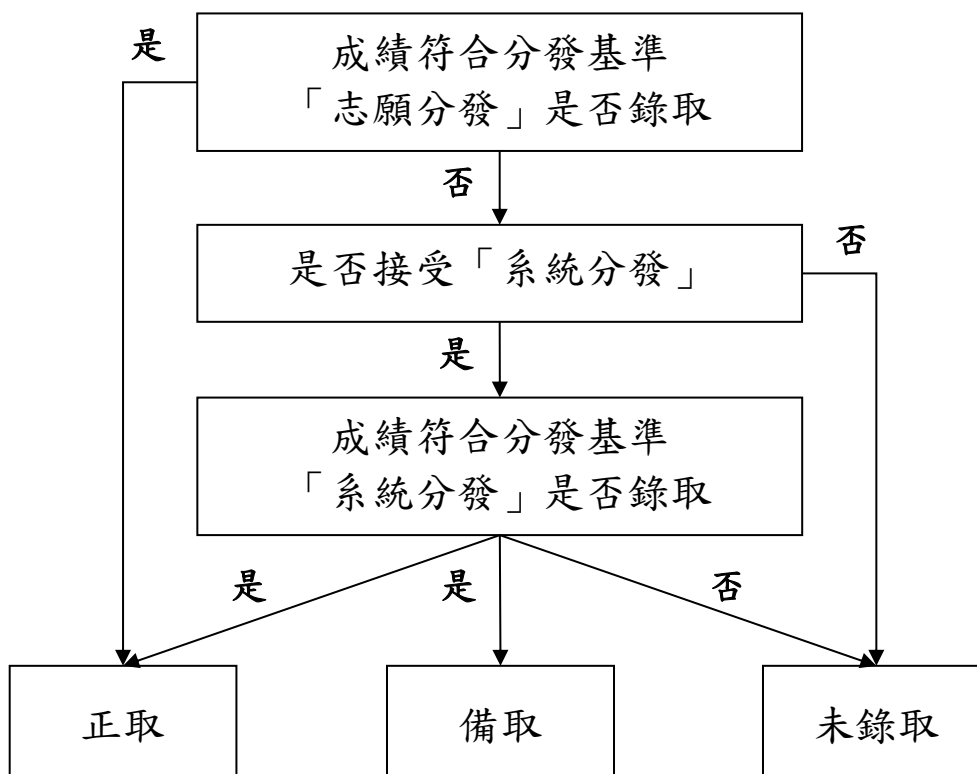 是
成績符合分發基準
「志願分發」是否錄取
否
是否接受「系統分發」
否
是
成績符合分發基準
「系統分發」是否錄取
是
是
否
正取
備取
未錄取